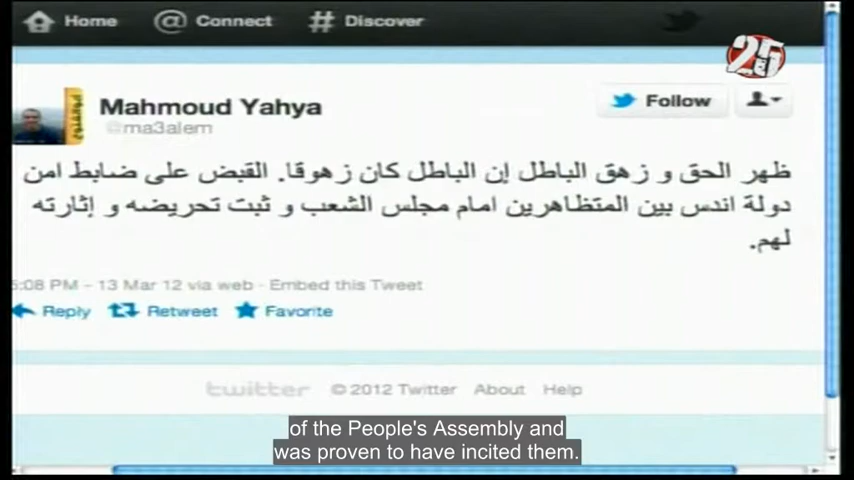 Home @ Connect # Discover
25
Mahmoud Yahya
@ma3alem
Follow
ظهر الحق و زهق الباطل إن الباطل كان زهوقا. القبض على ضابط امن
دولة اندس بين المتظاهرين امام مجلس الشعب و ثبت تحريضه و إثارته
لهم.
5:08 PM - 13 Mar 12 via web · Embed this Tweet
Reply Retweet Favorite
twitter © 2012 Twitter About Help
of the People's Assembly and
was proven to have incited them.